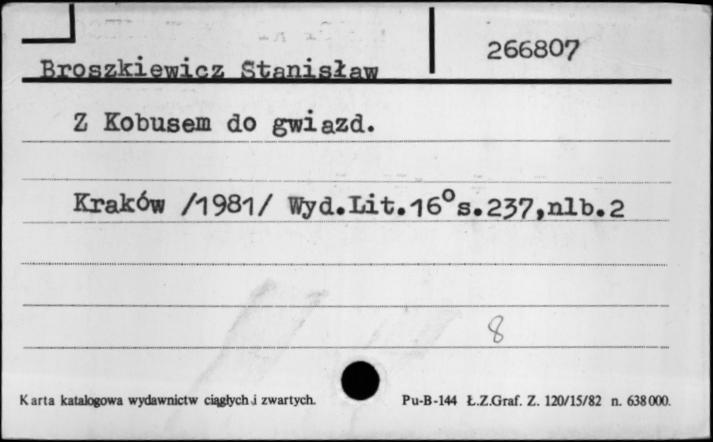 266807
Broszkiewicz Stanisław
Z Kobusem do gwiazd.
Kraków /1981/ Wyd.Lit.16° s.237,nlb.2
8
Karta katalogowa wydawnictw ciągłych i zwartych. Pu-B-144 Ł.Z.Graf. Z. 120/15/82 n. 638000.